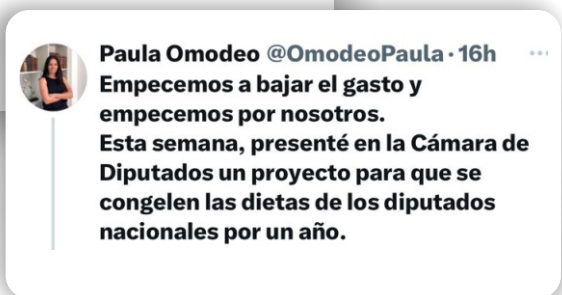 Paula Omodeo @OmodeoPaula · 16h ...
Empecemos a bajar el gasto y
empecemos por nosotros.
Esta semana, presenté en la Cámara de
Diputados un proyecto para que se
congelen las dietas de los diputados
nacionales por un año.